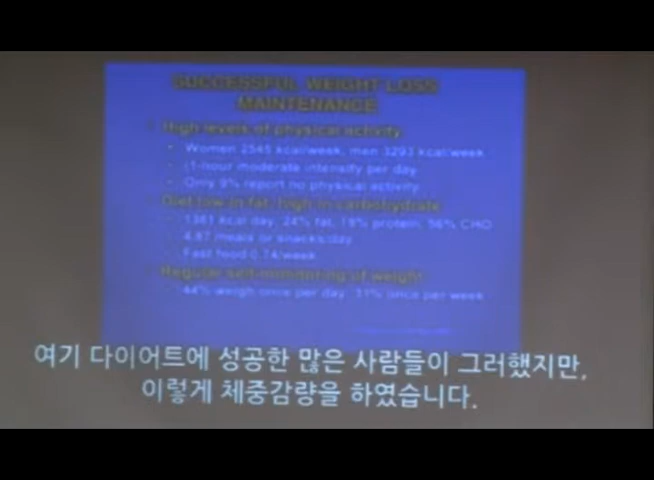 SUCCESSFUL WEIGHT LOSS
MAINTENANCE
High levels of physical activity
Women 2545 kcal/week, men 3293 kcal/week
(1-hour moderate intensity per day
Only 9% report no physical activity
Diet low in fat, high in carbohydrate
1381 kcal day, 24% fat, 19% protein, 56% CHO
4.87 meals or snacks/day
Fast food 0.74/week
Regular self-monitoring of weight
44% weigh once per day, 31% once per week
여기 다이어트에 성공한 많은 사람들이 그러했지만,
이렇게 체중감량을 하였습니다.